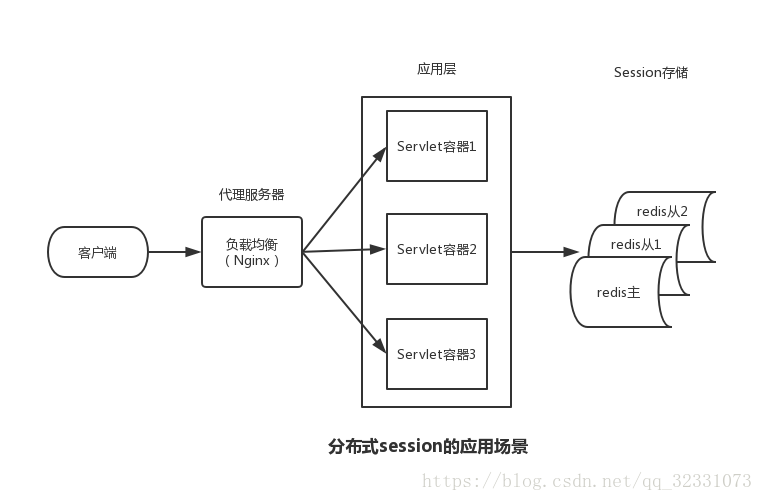 应用层
Session存储
Servlet容器1
代理服务器
redis从2
客户端
负载均衡
（Nginx）
Servlet容器2
redis从1
redis主
Servlet容器3
分布式session的应用场景
https://blog.csdn.net/qq_32331073